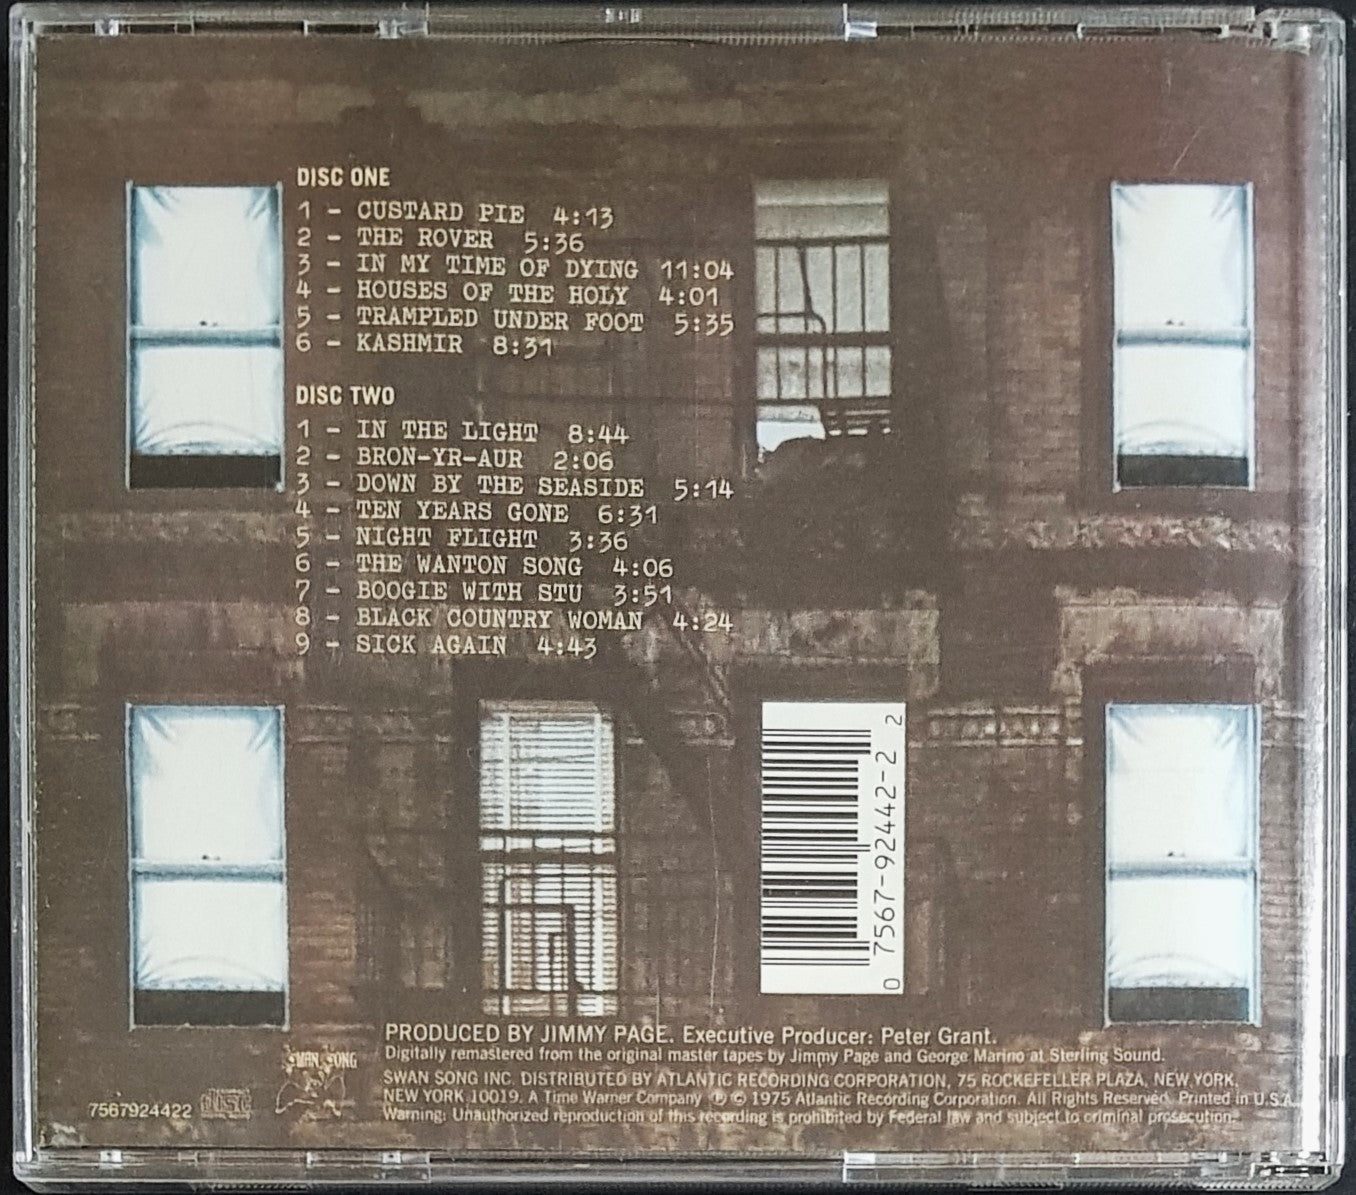 DISC ONE
1 - CUSTARD PIE 4:13
2 - THE ROVER 5:36
3 - IN MY TIME OF DYING 11:04
4 - HOUSES OF THE HOLY 4:01
5 - TRAMPLED UNDER FOOT 5:35
6 - KASHMIR 8:31
DISC TWO
1 - IN THE LIGHT 8:44
2 - BRON-YR-AUR 2:06
3 - DOWN BY THE SEASIDE 5:14
4 - TEN YEARS GONE 6:31
5 - NIGHT FLIGHT 3:36
6 - THE WANTON SONG 4:06
7 - BOOGIE WITH STU 3:51
8 - BLACK COUNTRY WOMAN 4:24
9 - SICK AGAIN 4:43
0 7567-92442-2 2
PRODUCED BY JIMMY PAGE. Executive Producer: Peter Grant.
Digitally remastered from the original master tapes by Jimmy Page and George Marino at Sterling Sound.
SWAN SONG INC. DISTRIBUTED BY ATLANTIC RECORDING CORPORATION, 75 ROCKEFELLER PLAZA, NEW YORK,
NEW YORK 10019. A Time Warner Company ℗ © 1975 Atlantic Recording Corporation. All Rights Reserved. Printed in U.S.A.
Warning: Unauthorized reproduction of this recording is prohibited by Federal law and subject to criminal prosecution.
SWAN SONG
7567924422
disc